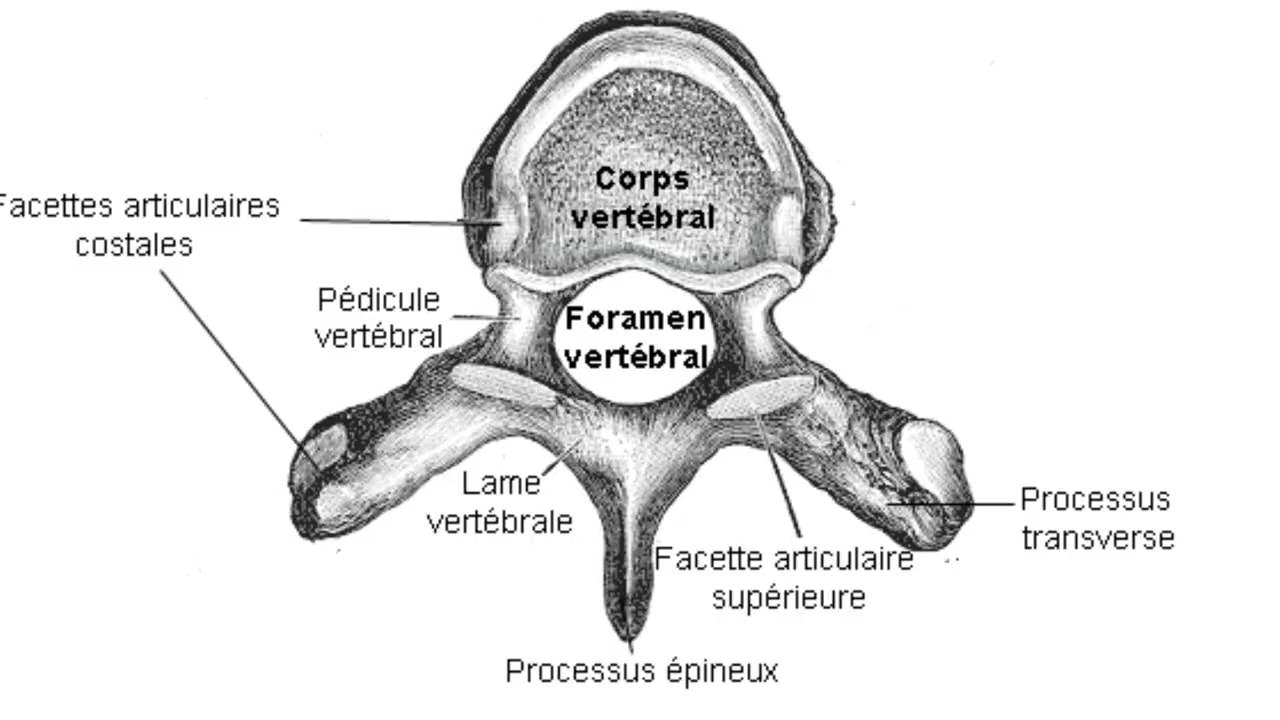 Corps
vertébral
Facettes articulaires
costales
Pédicule
vertébral
Foramen
vertébral
Lame
vertébrale
Facette articulaire
supérieure
Processus
transverse
Processus épineux